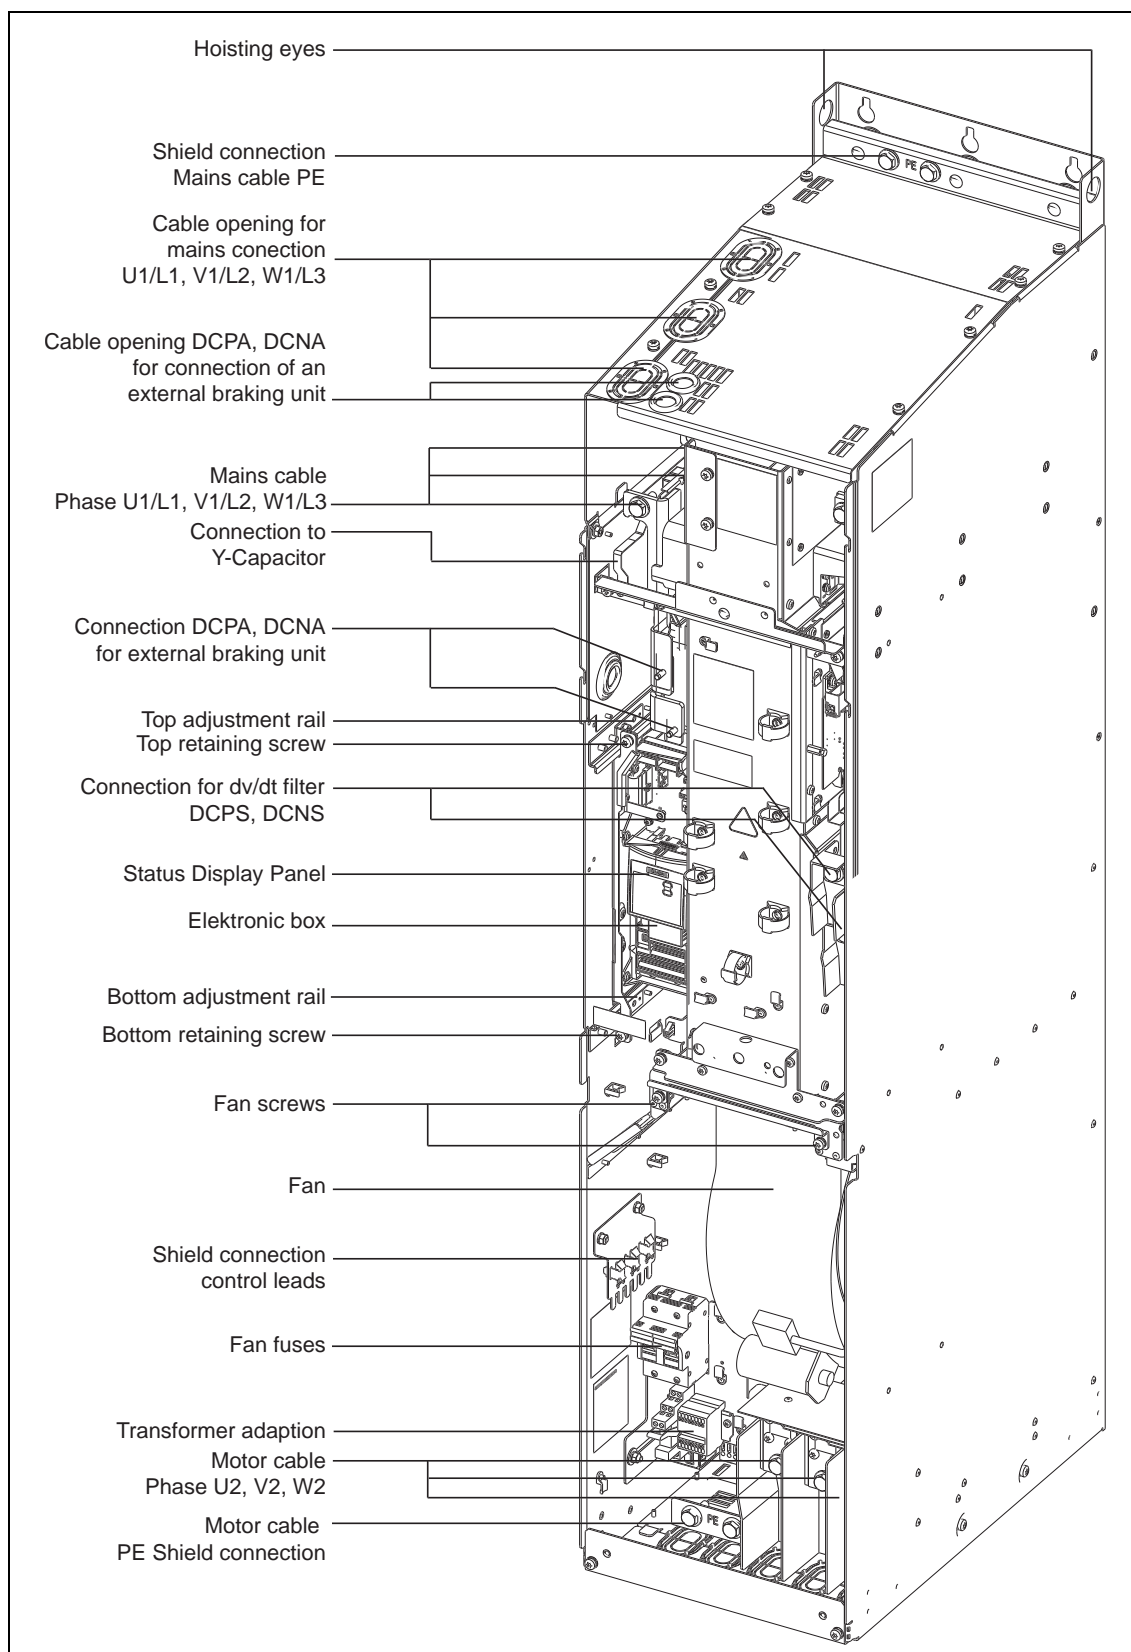 Hoisting eyes
Shield connection
Mains cable PE
PE
Cable opening for
mains conection
U1/L1, V1/L2, W1/L3
Cable opening DCPA, DCNA
for connection of an
external braking unit
Mains cable
Phase U1/L1, V1/L2, W1/L3
Connection to
Y-Capacitor
Connection DCPA, DCNA
for external braking unit
Top adjustment rail
Top retaining screw
Connection for dv/dt filter
DCPS, DCNS
Status Display Panel
Elektronic box
Bottom adjustment rail
Bottom retaining screw
Fan screws
Fan
Shield connection
control leads
Fan fuses
Transformer adaption
Motor cable
Phase U2, V2, W2
Motor cable
PE Shield connection
PE